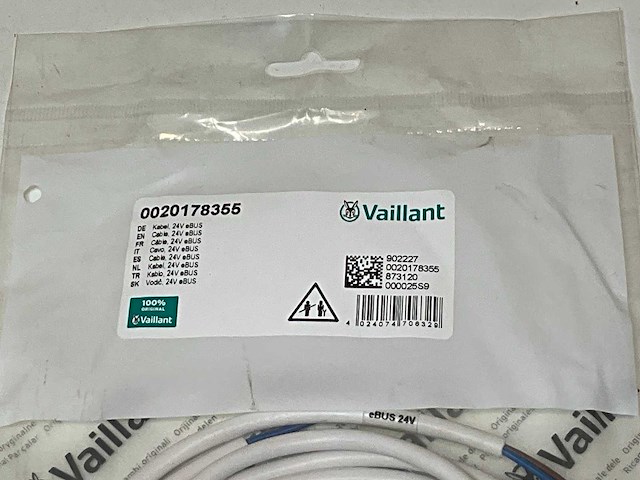 0020178355
DE Kabel, 24V eBUS
EN Cable, 24V eBUS
FR Câble, 24V eBUS
IT Cavo, 24V eBUS
ES Cable, 24V eBUS
NL Kabel, 24V eBUS
TR Kablo, 24V eBUS
SK Vodič, 24V eBUS
100%
ORIGINAL
Vaillant
Vaillant
902227
0020178355
873120
000025S9
4 024074 706329
eBUS 24V
Vaillant
Vaillant
Vaillant